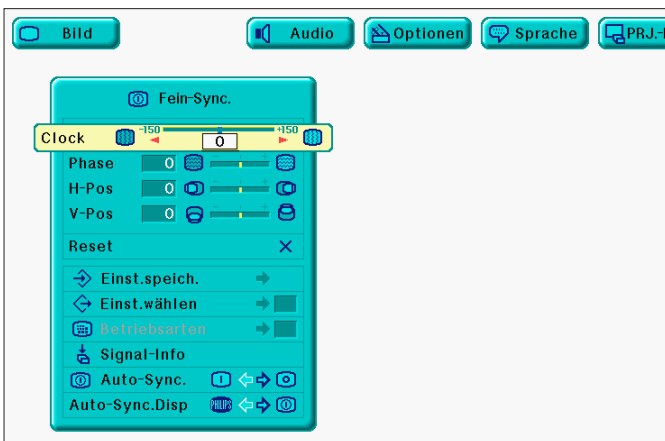 Bild
Audio
Optionen
Sprache
PRJ.-
Fein-Sync.
Clock -150 0 +150
Phase 0 - +
H-Pos 0 - +
V-Pos 0 - +
Reset
Einst.speich.
Einst.wählen
Betriebsarten
Signal-Info
Auto-Sync.
Auto-Sync.Disp PHILIPS